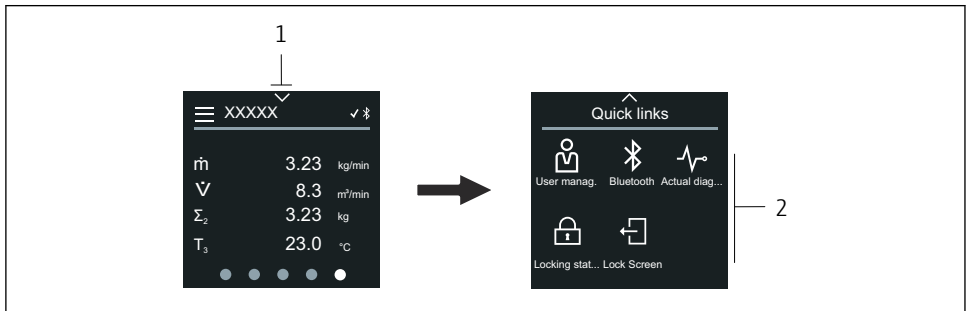 1
XXXXX
ṁ 3.23 kg/min
V̇ 8.3 m³/min
Σ₂ 3.23 kg
T₃ 23.0 °C
Quick links
User manag. Bluetooth Actual diag...
Locking stat... Lock Screen
2